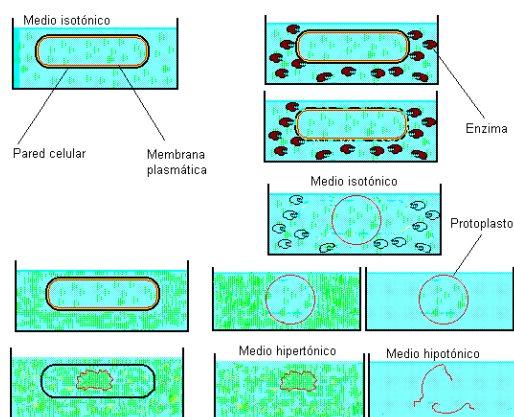 Medio isotónico
Pared celular
Membrana
plasmática
Enzima
Medio isotónico
Protoplasto
Medio hipertónico
Medio hipotónico